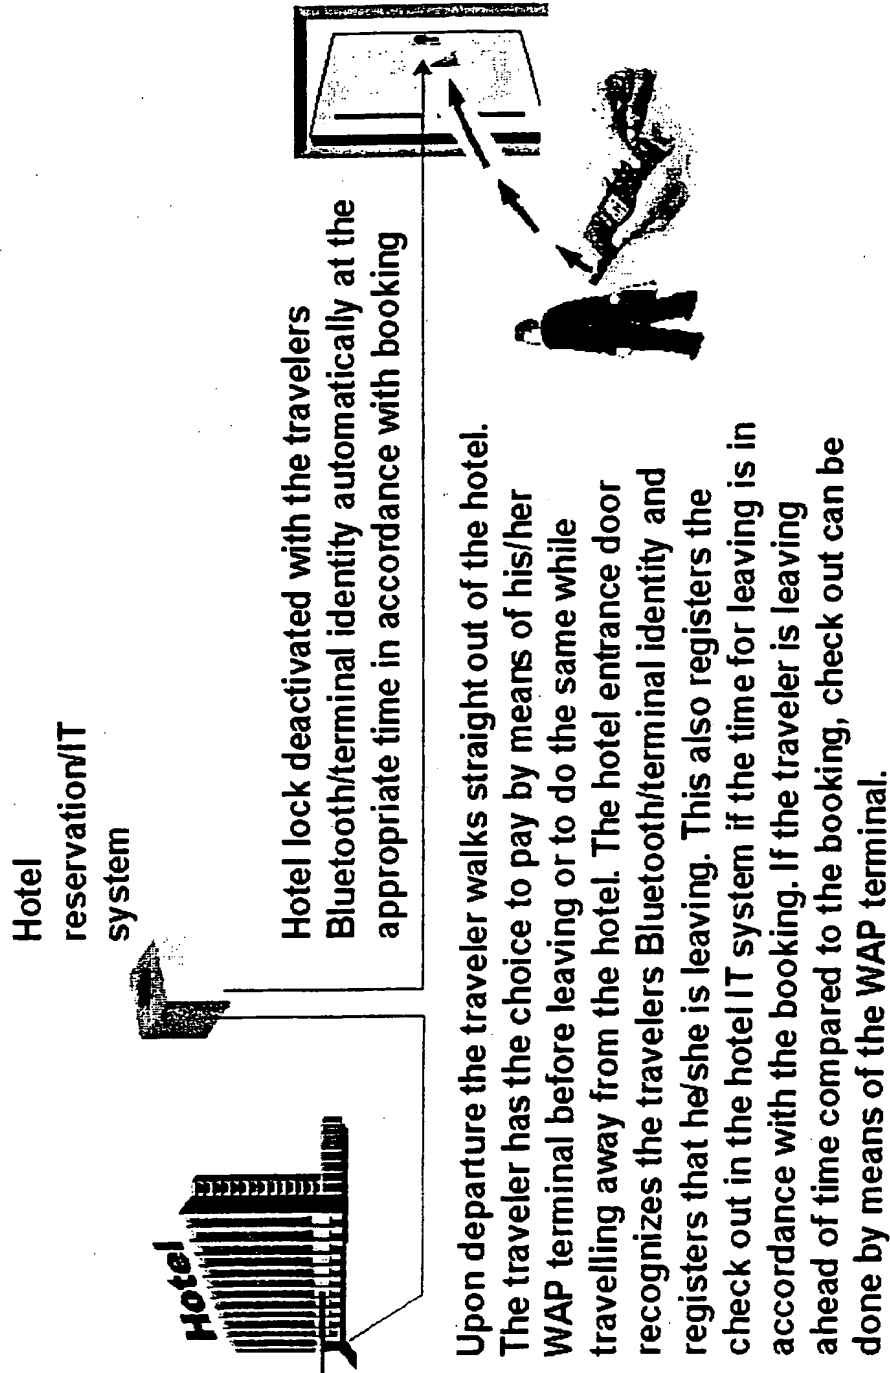 Hotel
reservation/IT
system
Hotel
Hotel lock deactivated with the travelers
Bluetooth/terminal identity automatically at the
appropriate time in accordance with booking
Upon departure the traveler walks straight out of the hotel.
The traveler has the choice to pay by means of his/her
WAP terminal before leaving or to do the same while
travelling away from the hotel. The hotel entrance door
recognizes the travelers Bluetooth/terminal identity and
registers that he/she is leaving. This also registers the
check out in the hotel IT system if the time for leaving is in
accordance with the booking. If the traveler is leaving
ahead of time compared to the booking, check out can be
done by means of the WAP terminal.